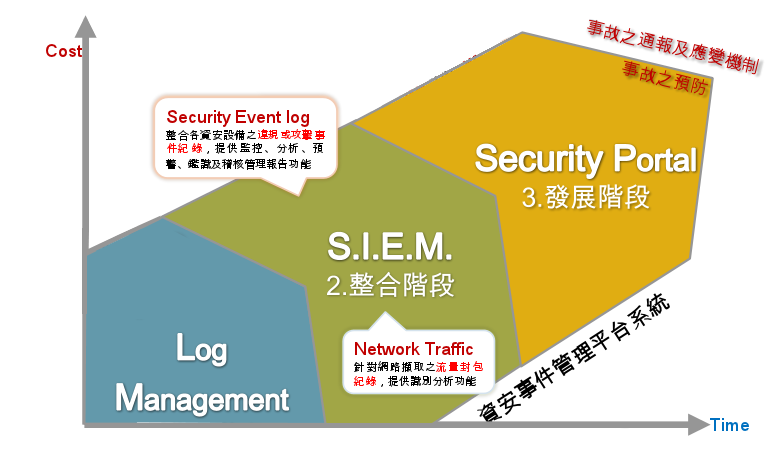 Cost
事故之通報及應變機制
事故之預防
Security Event log
整合各資安設備之違規或攻擊事
件紀錄，提供監控、分析、預
警、鑑識及稽核管理報告功能
Security Portal
3.發展階段
S.I.E.M.
2.整合階段
Network Traffic
針對網路擷取之流量封包
紀錄，提供識別分析功能
Log
Management
資安事件管理平台系統
Time